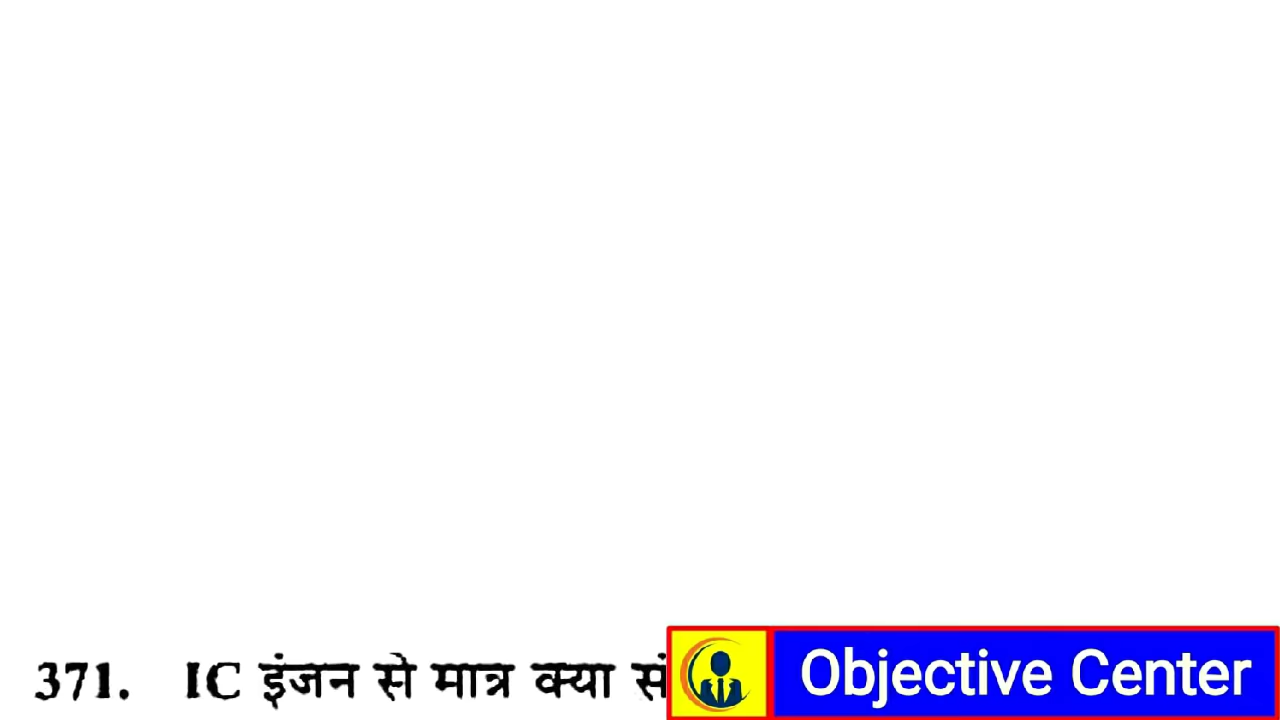 371. IC इंजन से मात्र क्या
Objective Center